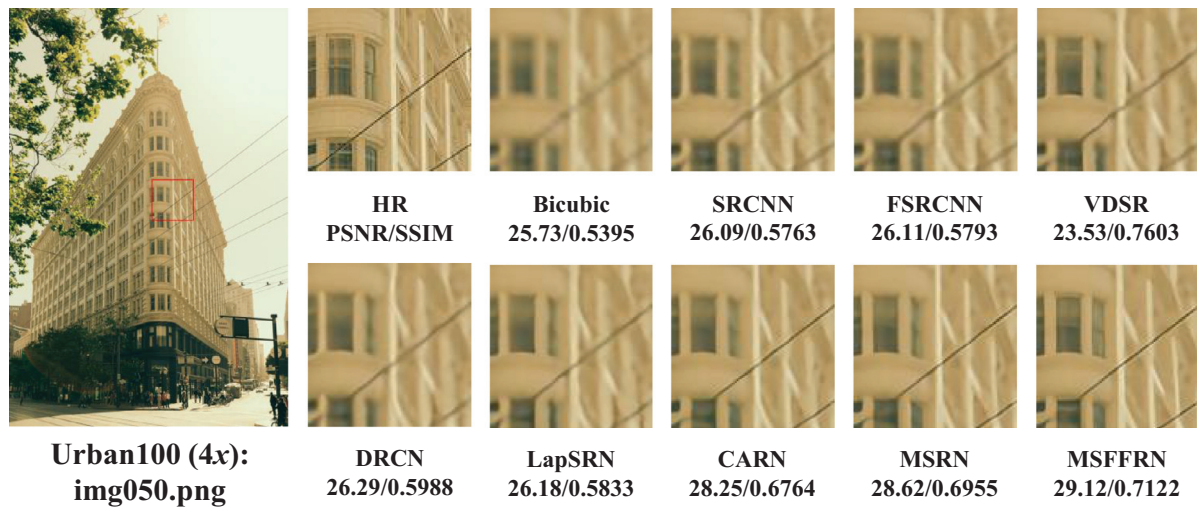 HR
PSNR/SSIM
Bicubic
25.73/0.5395
SRCNN
26.09/0.5763
FSRCNN
26.11/0.5793
VDSR
23.53/0.7603
DRCN
26.29/0.5988
LapSRN
26.18/0.5833
CARN
28.25/0.6764
MSRN
28.62/0.6955
MSFFRN
29.12/0.7122
Urban100 (4x):
img050.png